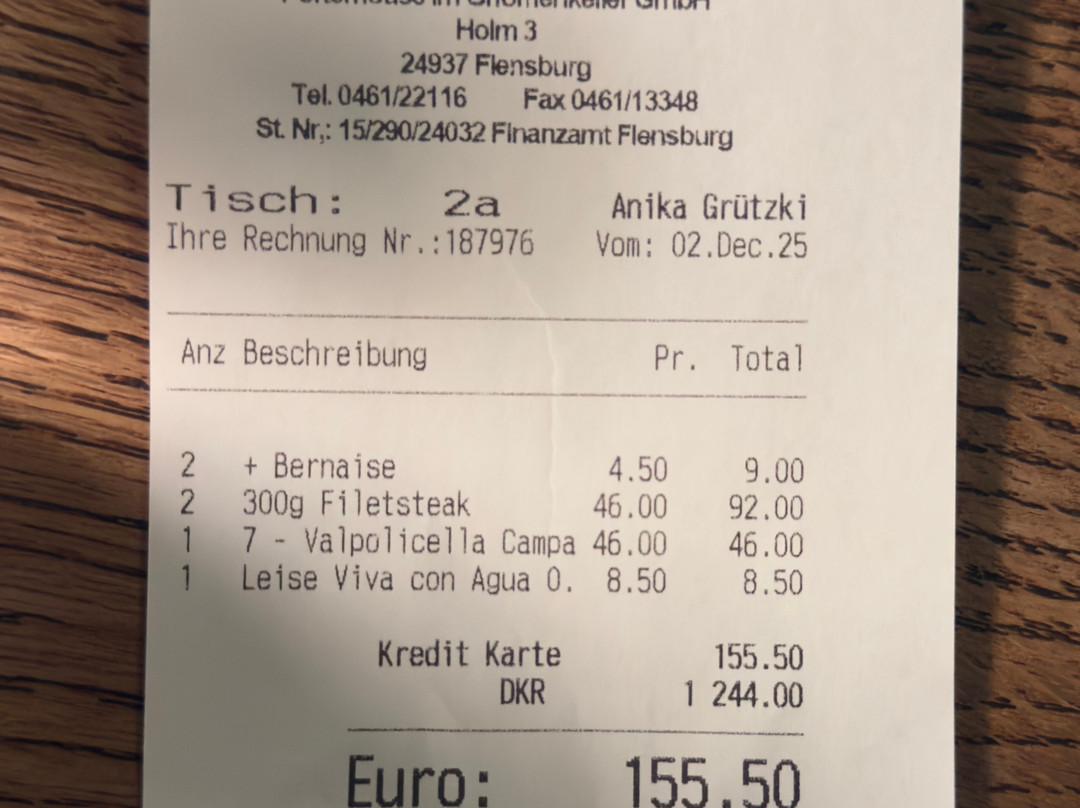 GmbH
Holm 3
24937 Flensburg
Tel. 0461/22116 Fax 0461/13348
St. Nr,: 15/290/24032 Finanzamt Flensburg
Tisch: 2a Anika Grützki
Ihre Rechnung Nr.:187976 Vom: 02.Dec.25
Anz Beschreibung Pr. Total
2 + Bernaise 4.50 9.00
2 300g Filetsteak 46.00 92.00
1 7 - Valpolicella Campa 46.00 46.00
1 Leise Viva con Agua 0. 8.50 8.50
Kredit Karte 155.50
DKR 1 244.00
Euro: 155.50